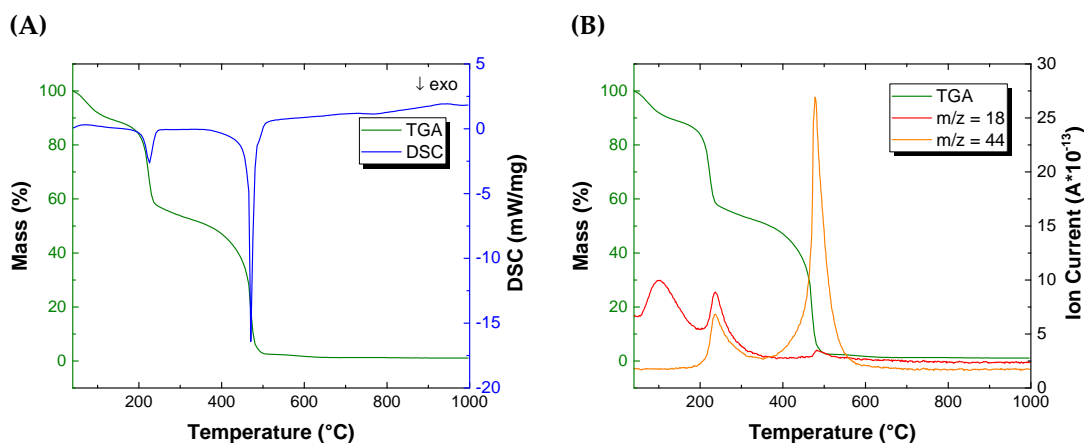 (A)
Mass (%)
100
80
60
40
20
0
↓ exo
TGA
DSC
5
0
-5
-10
-15
-20
DSC (mW/mg)
200 400 600 800 1000
Temperature (°C)
(B)
Mass (%)
100
80
60
40
20
0
TGA
m/z = 18
m/z = 44
30
25
20
15
10
5
0
Ion Current (A*10⁻¹³)
200 400 600 800 1000
Temperature (°C)